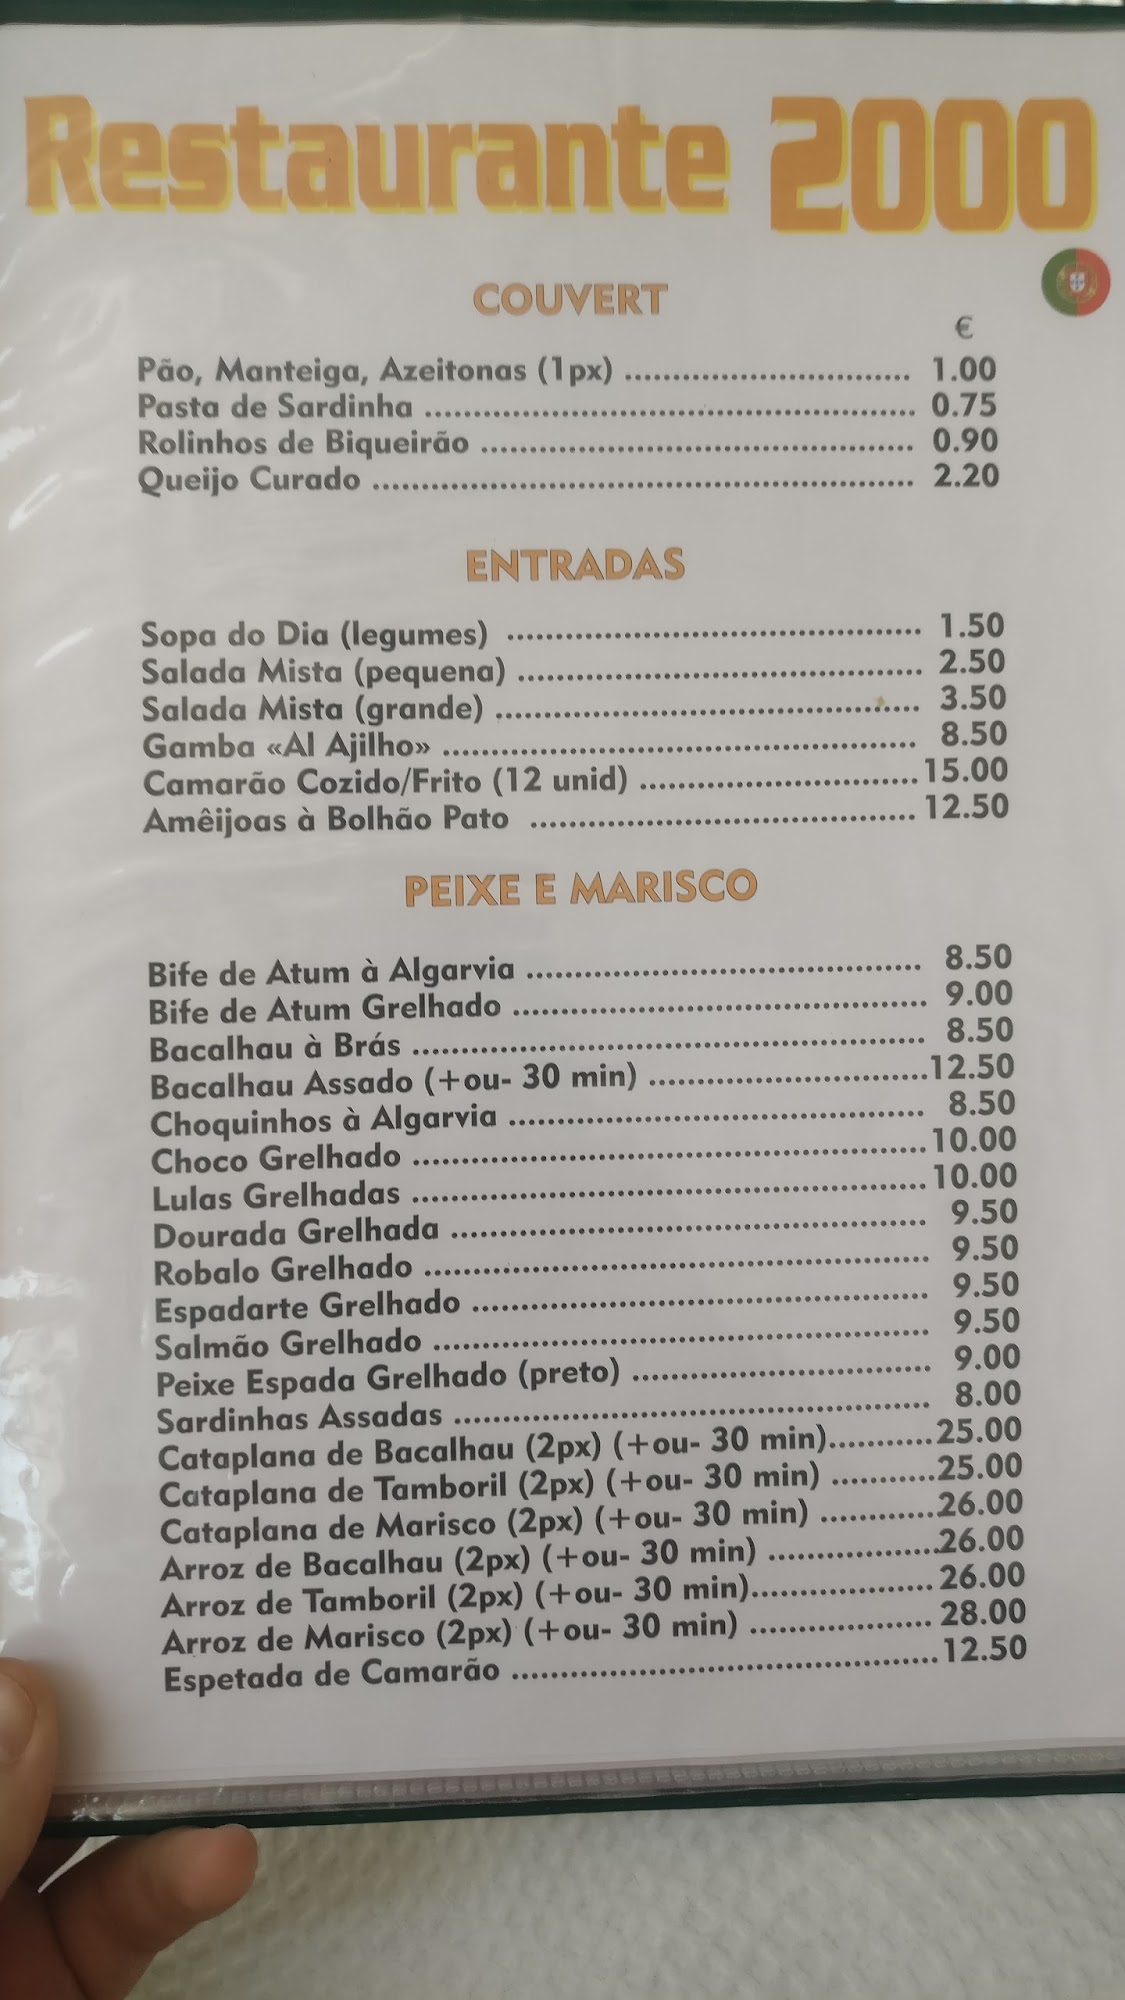 Restaurante 2000
COUVERT
€
Pão, Manteiga, Azeitonas (1px) ............................. 1.00
Pasta de Sardinha .................................................. 0.75
Rolinhos de Biqueirão ............................................ 0.90
Queijo Curado ....................................................... 2.20
ENTRADAS
Sopa do Dia (legumes) .......................................... 1.50
Salada Mista (pequena) ......................................... 2.50
Salada Mista (grande) ........................................... 3.50
Gamba «Al Ajilho» ................................................ 8.50
Camarão Cozido/Frito (12 unid) ............................ 15.00
Amêijoas à Bolhão Pato ....................................... 12.50
PEIXE E MARISCO
Bife de Atum à Algarvia ........................................ 8.50
Bife de Atum Grelhado .......................................... 9.00
Bacalhau à Brás .................................................... 8.50
Bacalhau Assado (+ou- 30 min) ............................12.50
Choquinhos à Algarvia .......................................... 8.50
Choco Grelhado ....................................................10.00
Lulas Grelhadas ....................................................10.00
Dourada Grelhada ................................................ 9.50
Robalo Grelhado ................................................... 9.50
Espadarte Grelhado .............................................. 9.50
Salmão Grelhado .................................................. 9.50
Peixe Espada Grelhado (preto) .............................. 9.00
Sardinhas Assadas ................................................ 8.00
Cataplana de Bacalhau (2px) (+ou- 30 min)...........25.00
Cataplana de Tamboril (2px) (+ou- 30 min) ...........25.00
Cataplana de Marisco (2px) (+ou- 30 min) ............26.00
Arroz de Bacalhau (2px) (+ou- 30 min) .................26.00
Arroz de Tamboril (2px) (+ou- 30 min)................... 26.00
Arroz de Marisco (2px) (+ou- 30 min) ................... 28.00
Espetada de Camarão ...........................................12.50